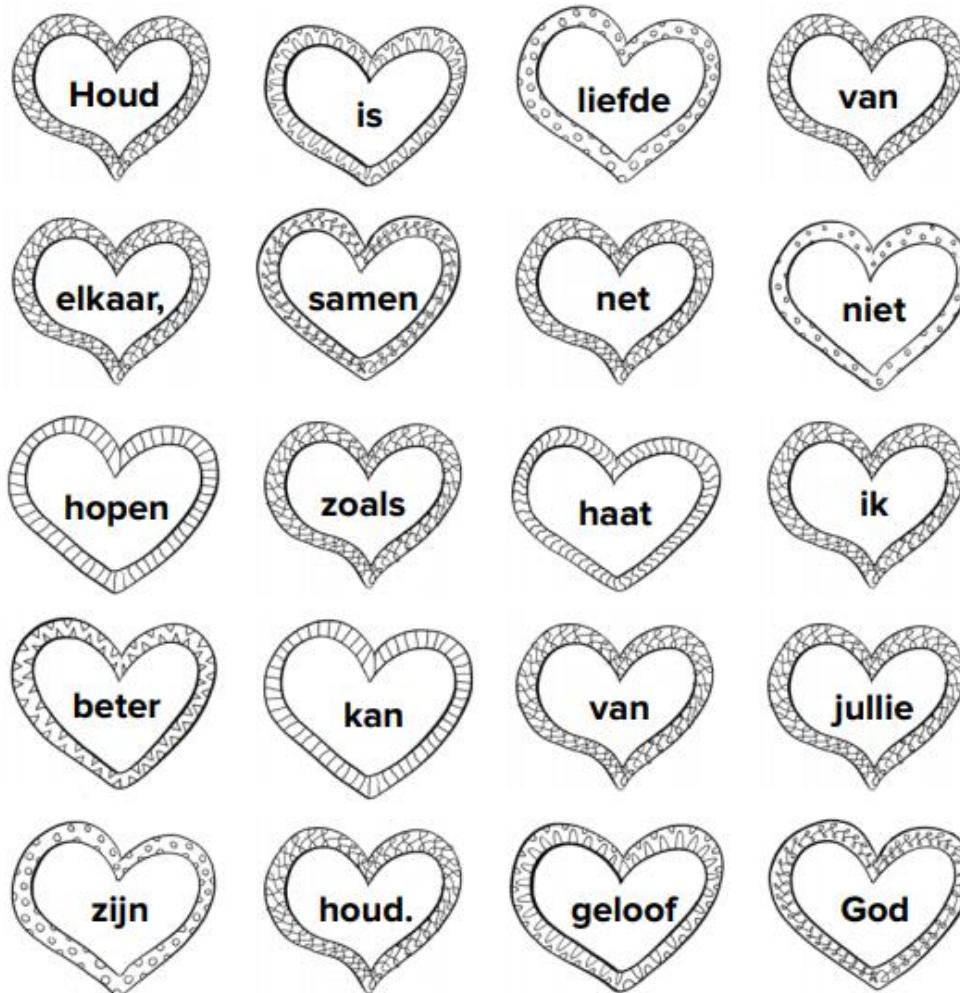 Houd is liefde van
elkaar, samen net niet
hopen zoals haat ik
beter kan van jullie
zijn houd. geloof God